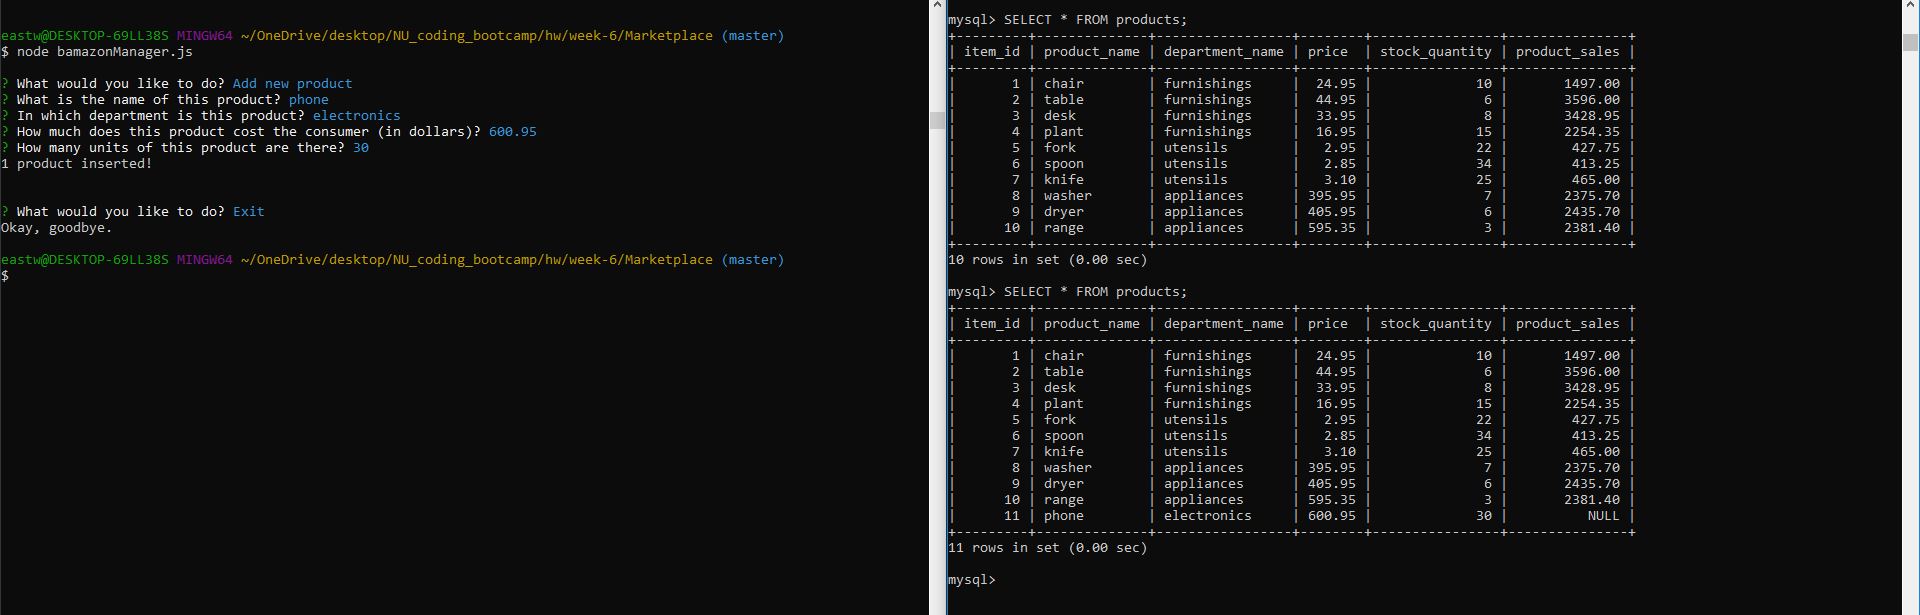 eastw@DESKTOP-69LL38S MINGW64 ~/OneDrive/desktop/NU_coding_bootcamp/hw/week-6/Marketplace (master)
$ node bamazonManager.js
? What would you like to do? Add new product
? What is the name of this product? phone
? In which department is this product? electronics
? How much does this product cost the consumer (in dollars)? 600.95
? How many units of this product are there? 30
1 product inserted!
? What would you like to do? Exit
Okay, goodbye.
eastw@DESKTOP-69LL38S MINGW64 ~/OneDrive/desktop/NU_coding_bootcamp/hw/week-6/Marketplace (master)
$
mysql> SELECT * FROM products;
+---------+--------------+-----------------+--------+----------------+---------------+
| item_id | product_name | department_name | price  | stock_quantity | product_sales |
+---------+--------------+-----------------+--------+----------------+---------------+
|       1 | chair        | furnishings     |  24.95 |             10 |       1497.00 |
|       2 | table        | furnishings     |  44.95 |              6 |       3596.00 |
|       3 | desk         | furnishings     |  33.95 |              8 |       3428.95 |
|       4 | plant        | furnishings     |  16.95 |             15 |       2254.35 |
|       5 | fork         | utensils        |   2.95 |             22 |        427.75 |
|       6 | spoon        | utensils        |   2.85 |             34 |        413.25 |
|       7 | knife        | utensils        |   3.10 |             25 |        465.00 |
|       8 | washer       | appliances      | 395.95 |              7 |       2375.70 |
|       9 | dryer        | appliances      | 405.95 |              6 |       2435.70 |
|      10 | range        | appliances      | 595.35 |              3 |       2381.40 |
+---------+--------------+-----------------+--------+----------------+---------------+
10 rows in set (0.00 sec)
mysql> SELECT * FROM products;
+---------+--------------+-----------------+--------+----------------+---------------+
| item_id | product_name | department_name | price  | stock_quantity | product_sales |
+---------+--------------+-----------------+--------+----------------+---------------+
|       1 | chair        | furnishings     |  24.95 |             10 |       1497.00 |
|       2 | table        | furnishings     |  44.95 |              6 |       3596.00 |
|       3 | desk         | furnishings     |  33.95 |              8 |       3428.95 |
|       4 | plant        | furnishings     |  16.95 |             15 |       2254.35 |
|       5 | fork         | utensils        |   2.95 |             22 |        427.75 |
|       6 | spoon        | utensils        |   2.85 |             34 |        413.25 |
|       7 | knife        | utensils        |   3.10 |             25 |        465.00 |
|       8 | washer       | appliances      | 395.95 |              7 |       2375.70 |
|       9 | dryer        | appliances      | 405.95 |              6 |       2435.70 |
|      10 | range        | appliances      | 595.35 |              3 |       2381.40 |
|      11 | phone        | electronics     | 600.95 |             30 |          NULL |
+---------+--------------+-----------------+--------+----------------+---------------+
11 rows in set (0.00 sec)
mysql>